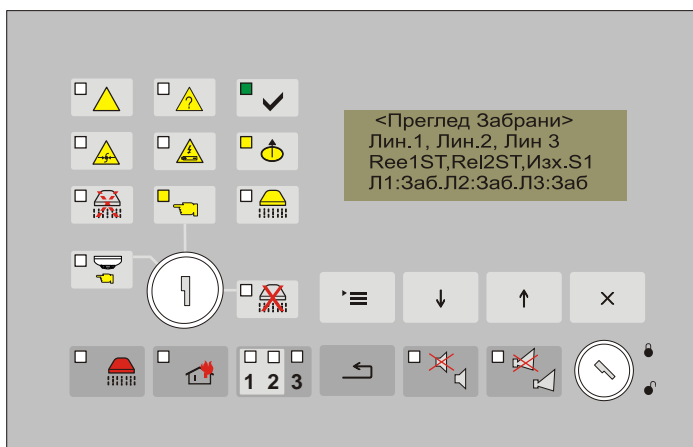 <Преглед Забрани>
Лин.1, Лин.2, Лин 3
Ree1ST,Rel2ST,Изх.S1
Л1:Заб.Л2:Заб.Л3:Заб
?
1 2 3